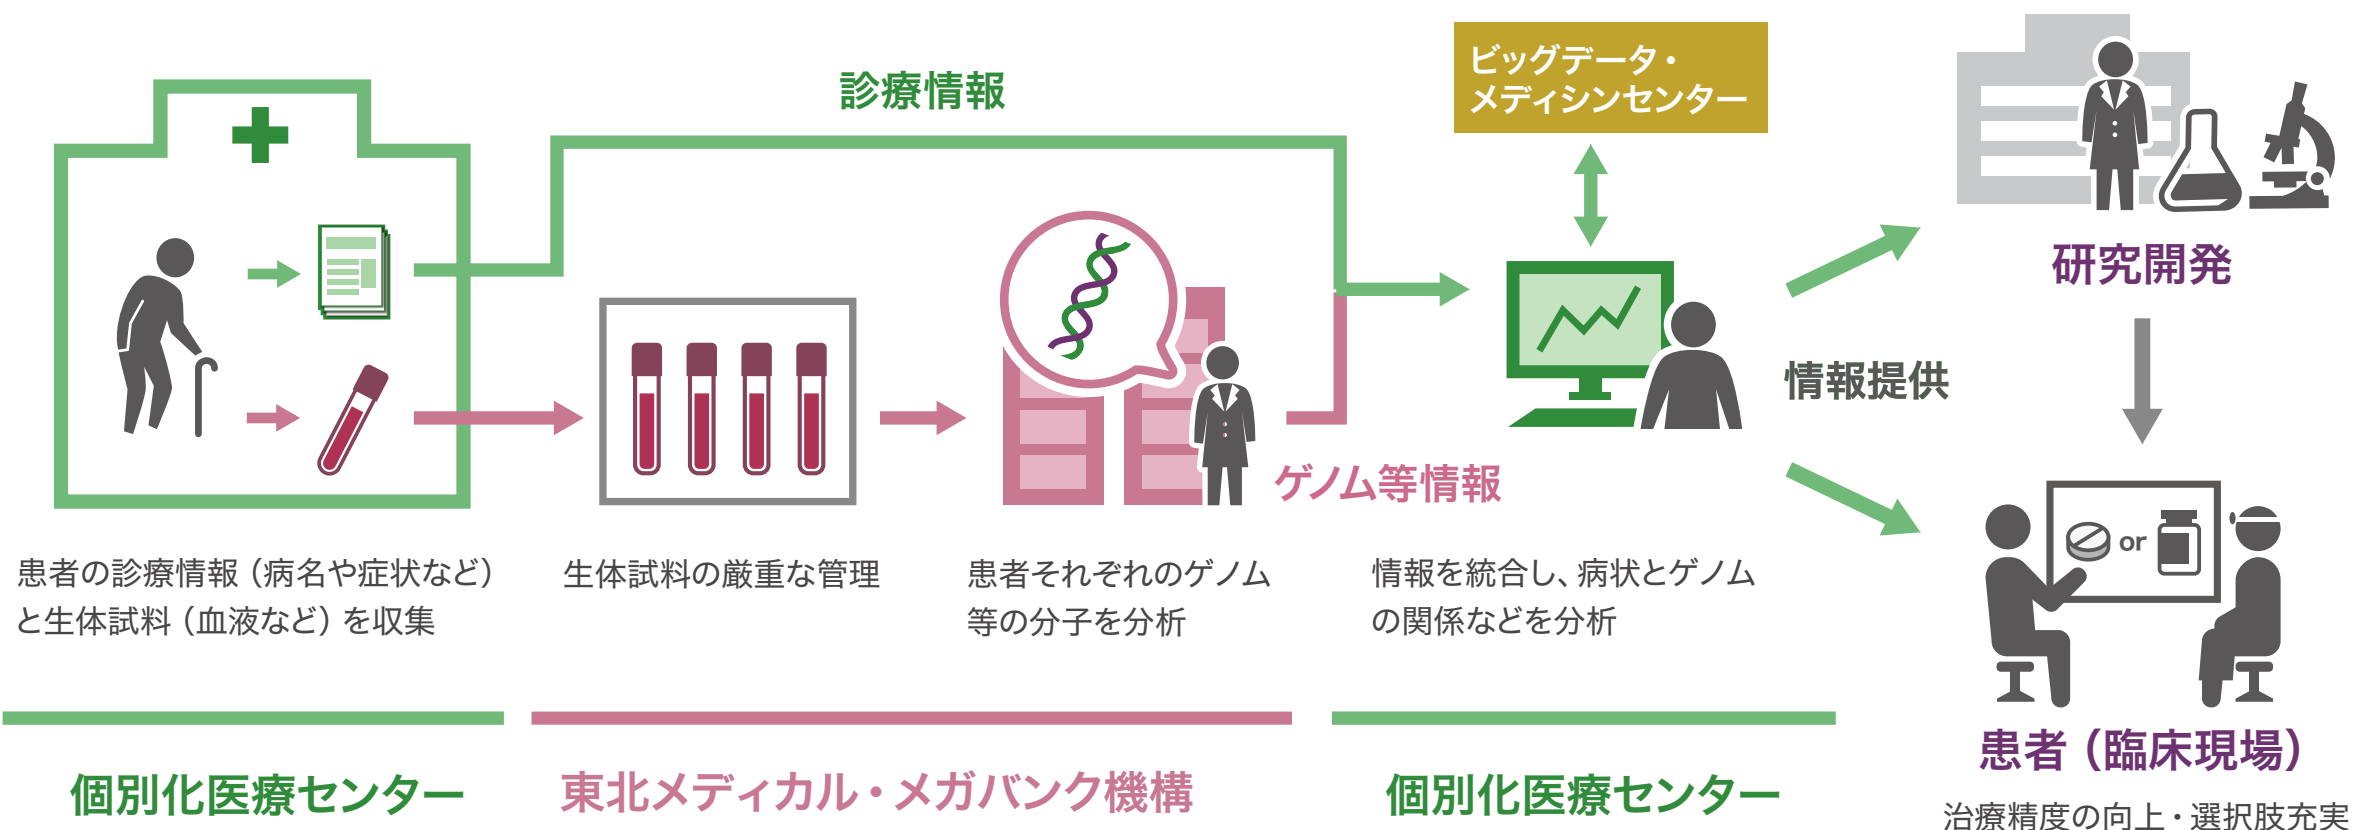 診療情報
ビッグデータ・
メディシンセンター
研究開発
情報提供
ゲノム等情報
or
患者の診療情報（病名や症状など）
と生体試料（血液など）を収集
生体試料の厳重な管理
患者それぞれのゲノム
等の分子を分析
情報を統合し、病状とゲノム
の関係などを分析
個別化医療センター
東北メディカル・メガバンク機構
個別化医療センター
患者（臨床現場）
治療精度の向上・選択肢充実